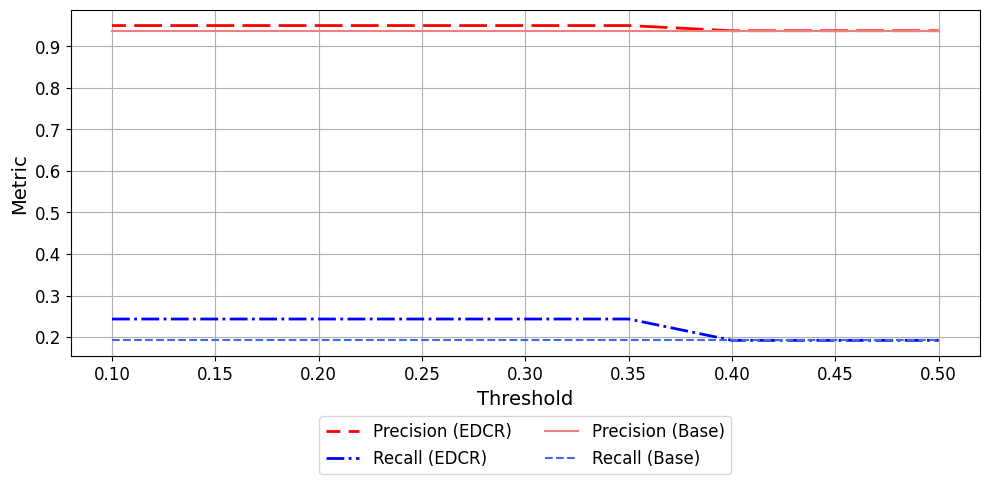 Metric
0.9
0.8
0.7
0.6
0.5
0.4
0.3
0.2
0.10 0.15 0.20 0.25 0.30 0.35 0.40 0.45 0.50
Threshold
Precision (EDCR) Precision (Base)
Recall (EDCR) Recall (Base)